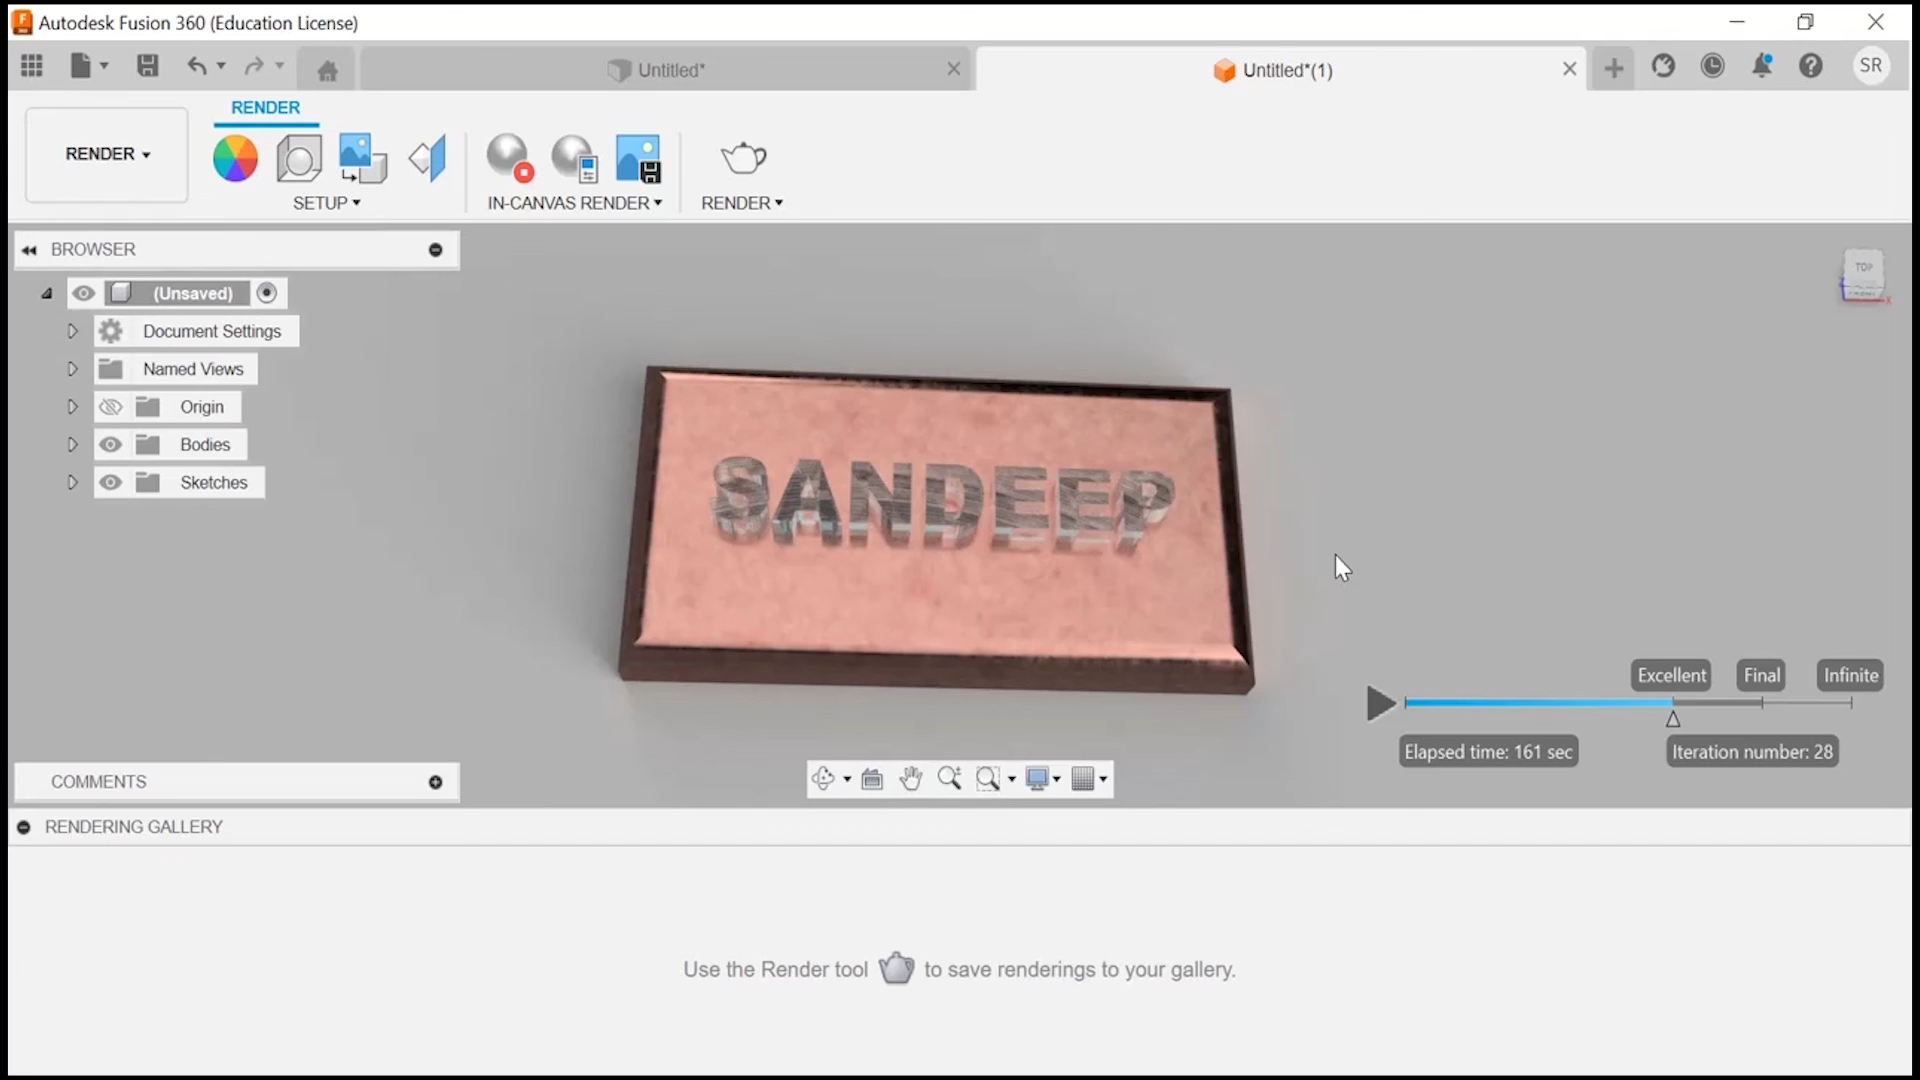 Autodesk Fusion 360 (Education License)
Untitled*
Untitled*(1)
SR
RENDER
RENDER
SETUP
IN-CANVAS RENDER
RENDER
BROWSER
(Unsaved)
Document Settings
Named Views
Origin
Bodies
Sketches
TOP
X
SANDEEP
Excellent
Final
Infinite
Elapsed time: 161 sec
Iteration number: 28
COMMENTS
RENDERING GALLERY
Use the Render tool to save renderings to your gallery.